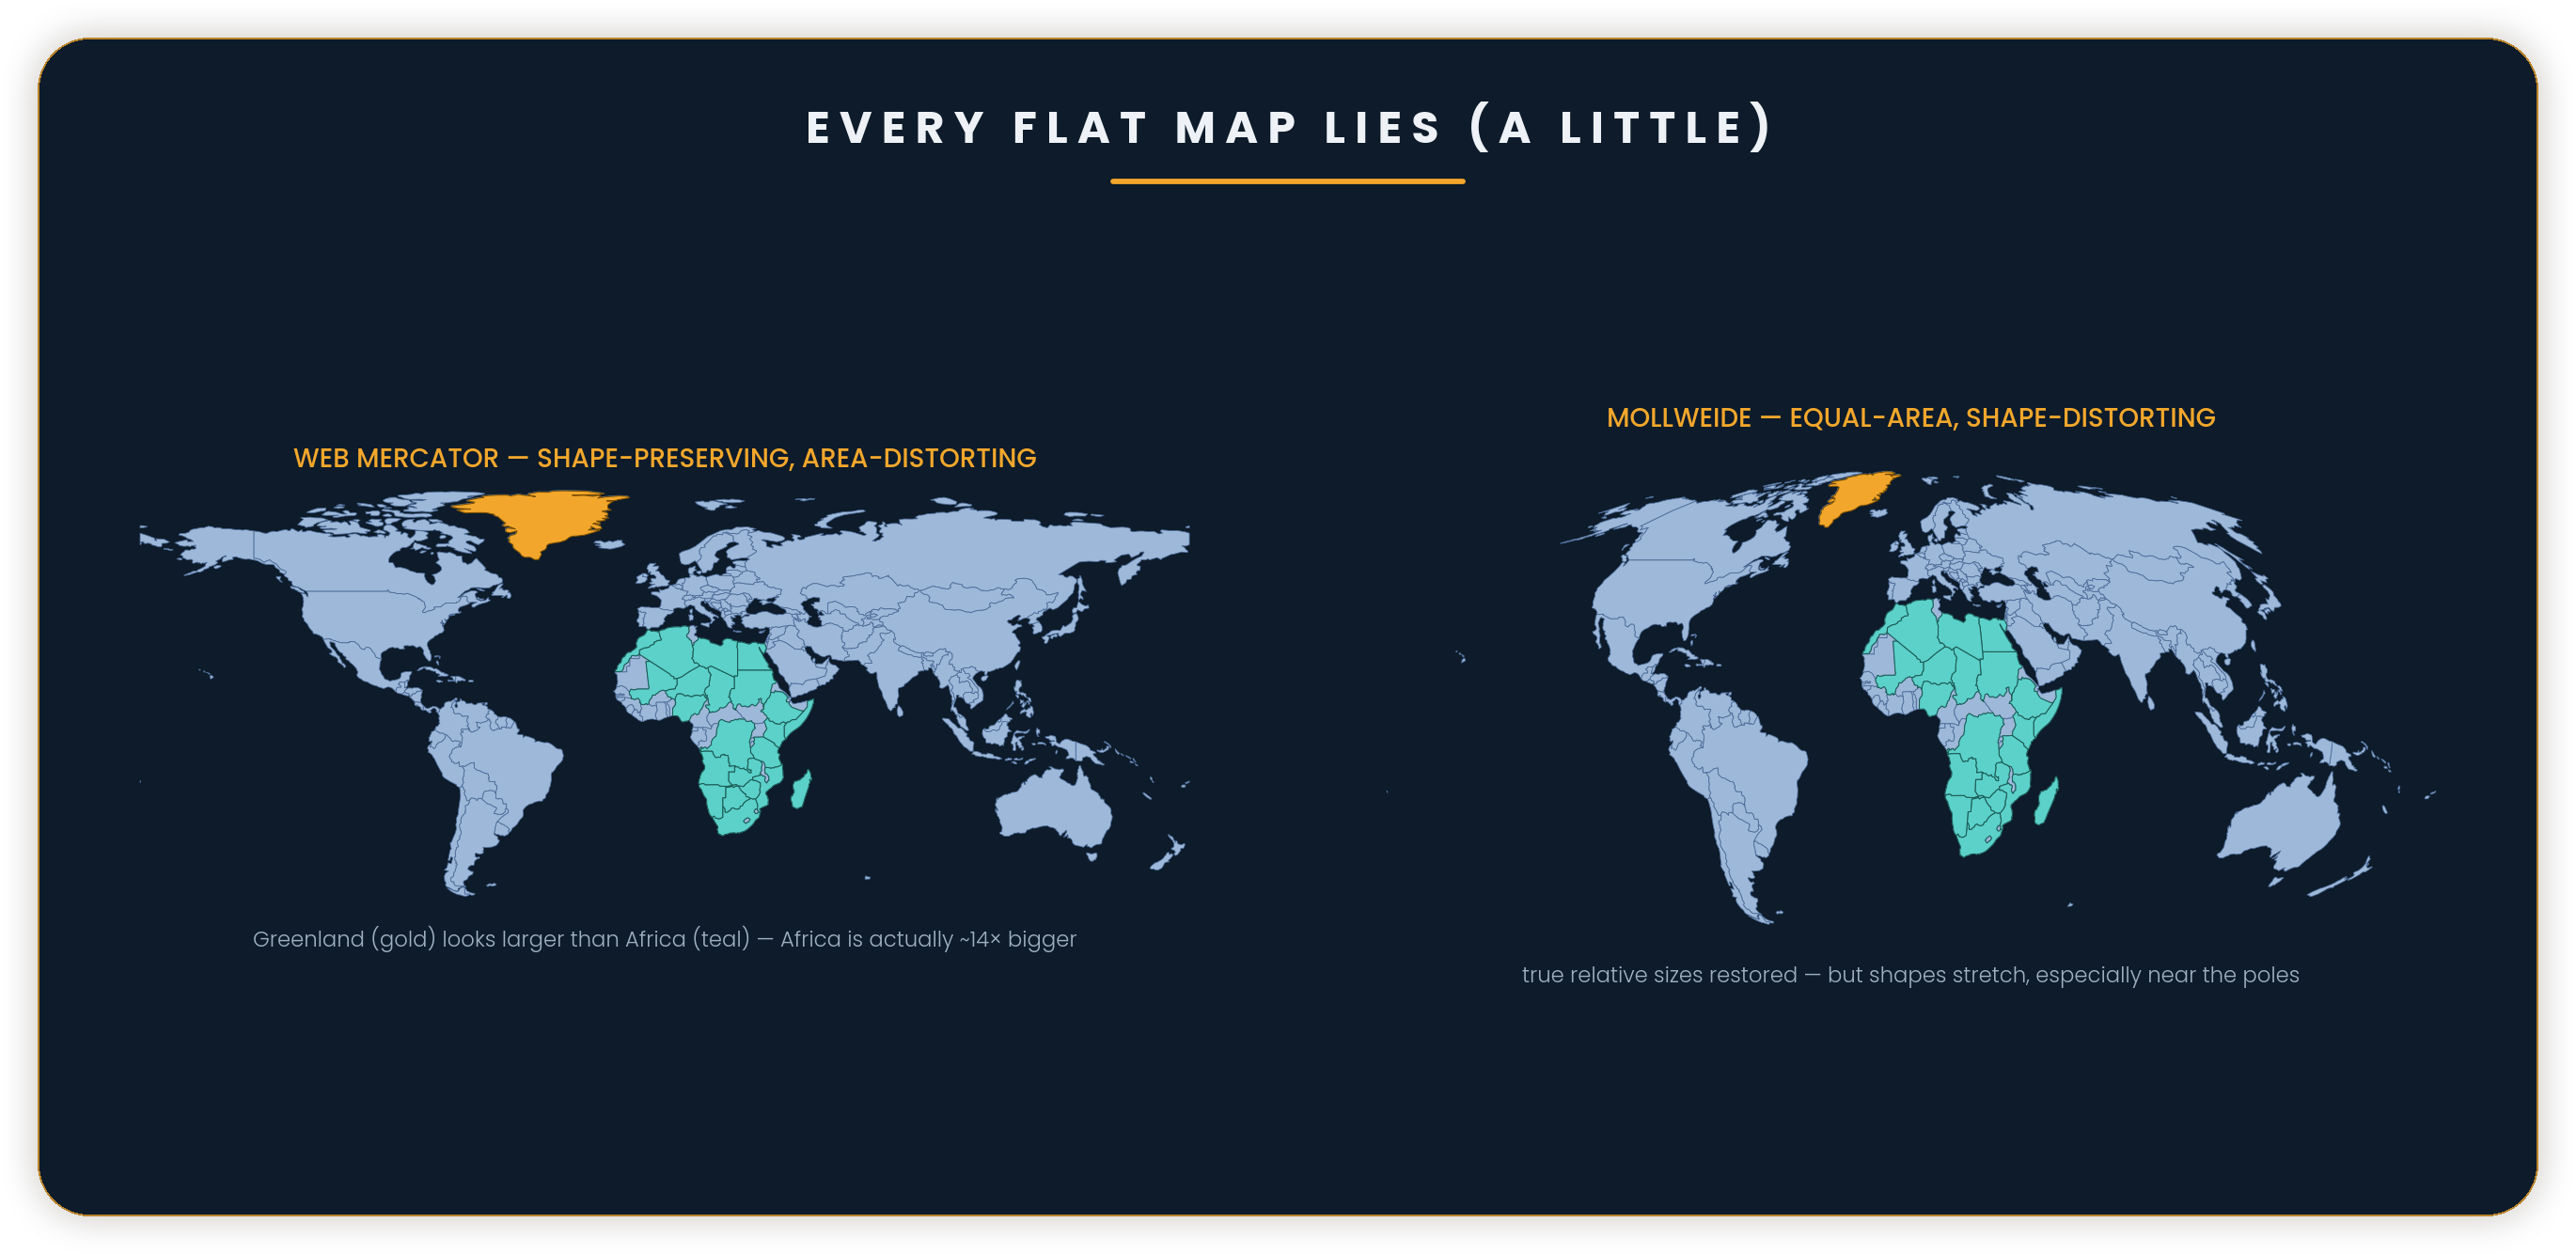 EVERY FLAT MAP LIES (A LITTLE)
WEB MERCATOR — SHAPE-PRESERVING, AREA-DISTORTING
Greenland (gold) looks larger than Africa (teal) — Africa is actually ~14× bigger
MOLLWEIDE — EQUAL-AREA, SHAPE-DISTORTING
true relative sizes restored — but shapes stretch, especially near the poles